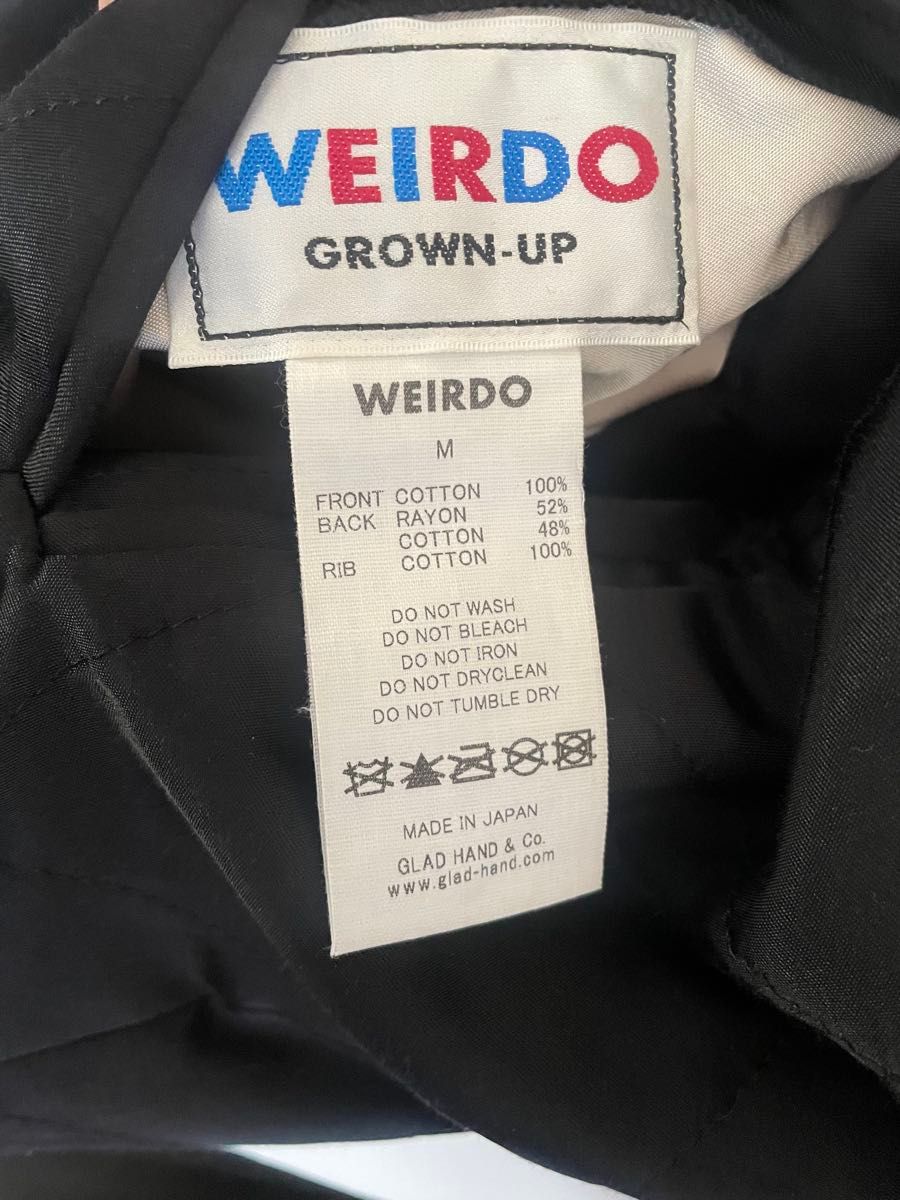 WEIRDO
GROWN-UP
WEIRDO
M
FRONT COTTON 100%
BACK RAYON 52%
COTTON 48%
RIB COTTON 100%
DO NOT WASH
DO NOT BLEACH
DO NOT IRON
DO NOT DRYCLEAN
DO NOT TUMBLE DRY
MADE IN JAPAN
GLAD HAND & Co.
www.glad-hand.com